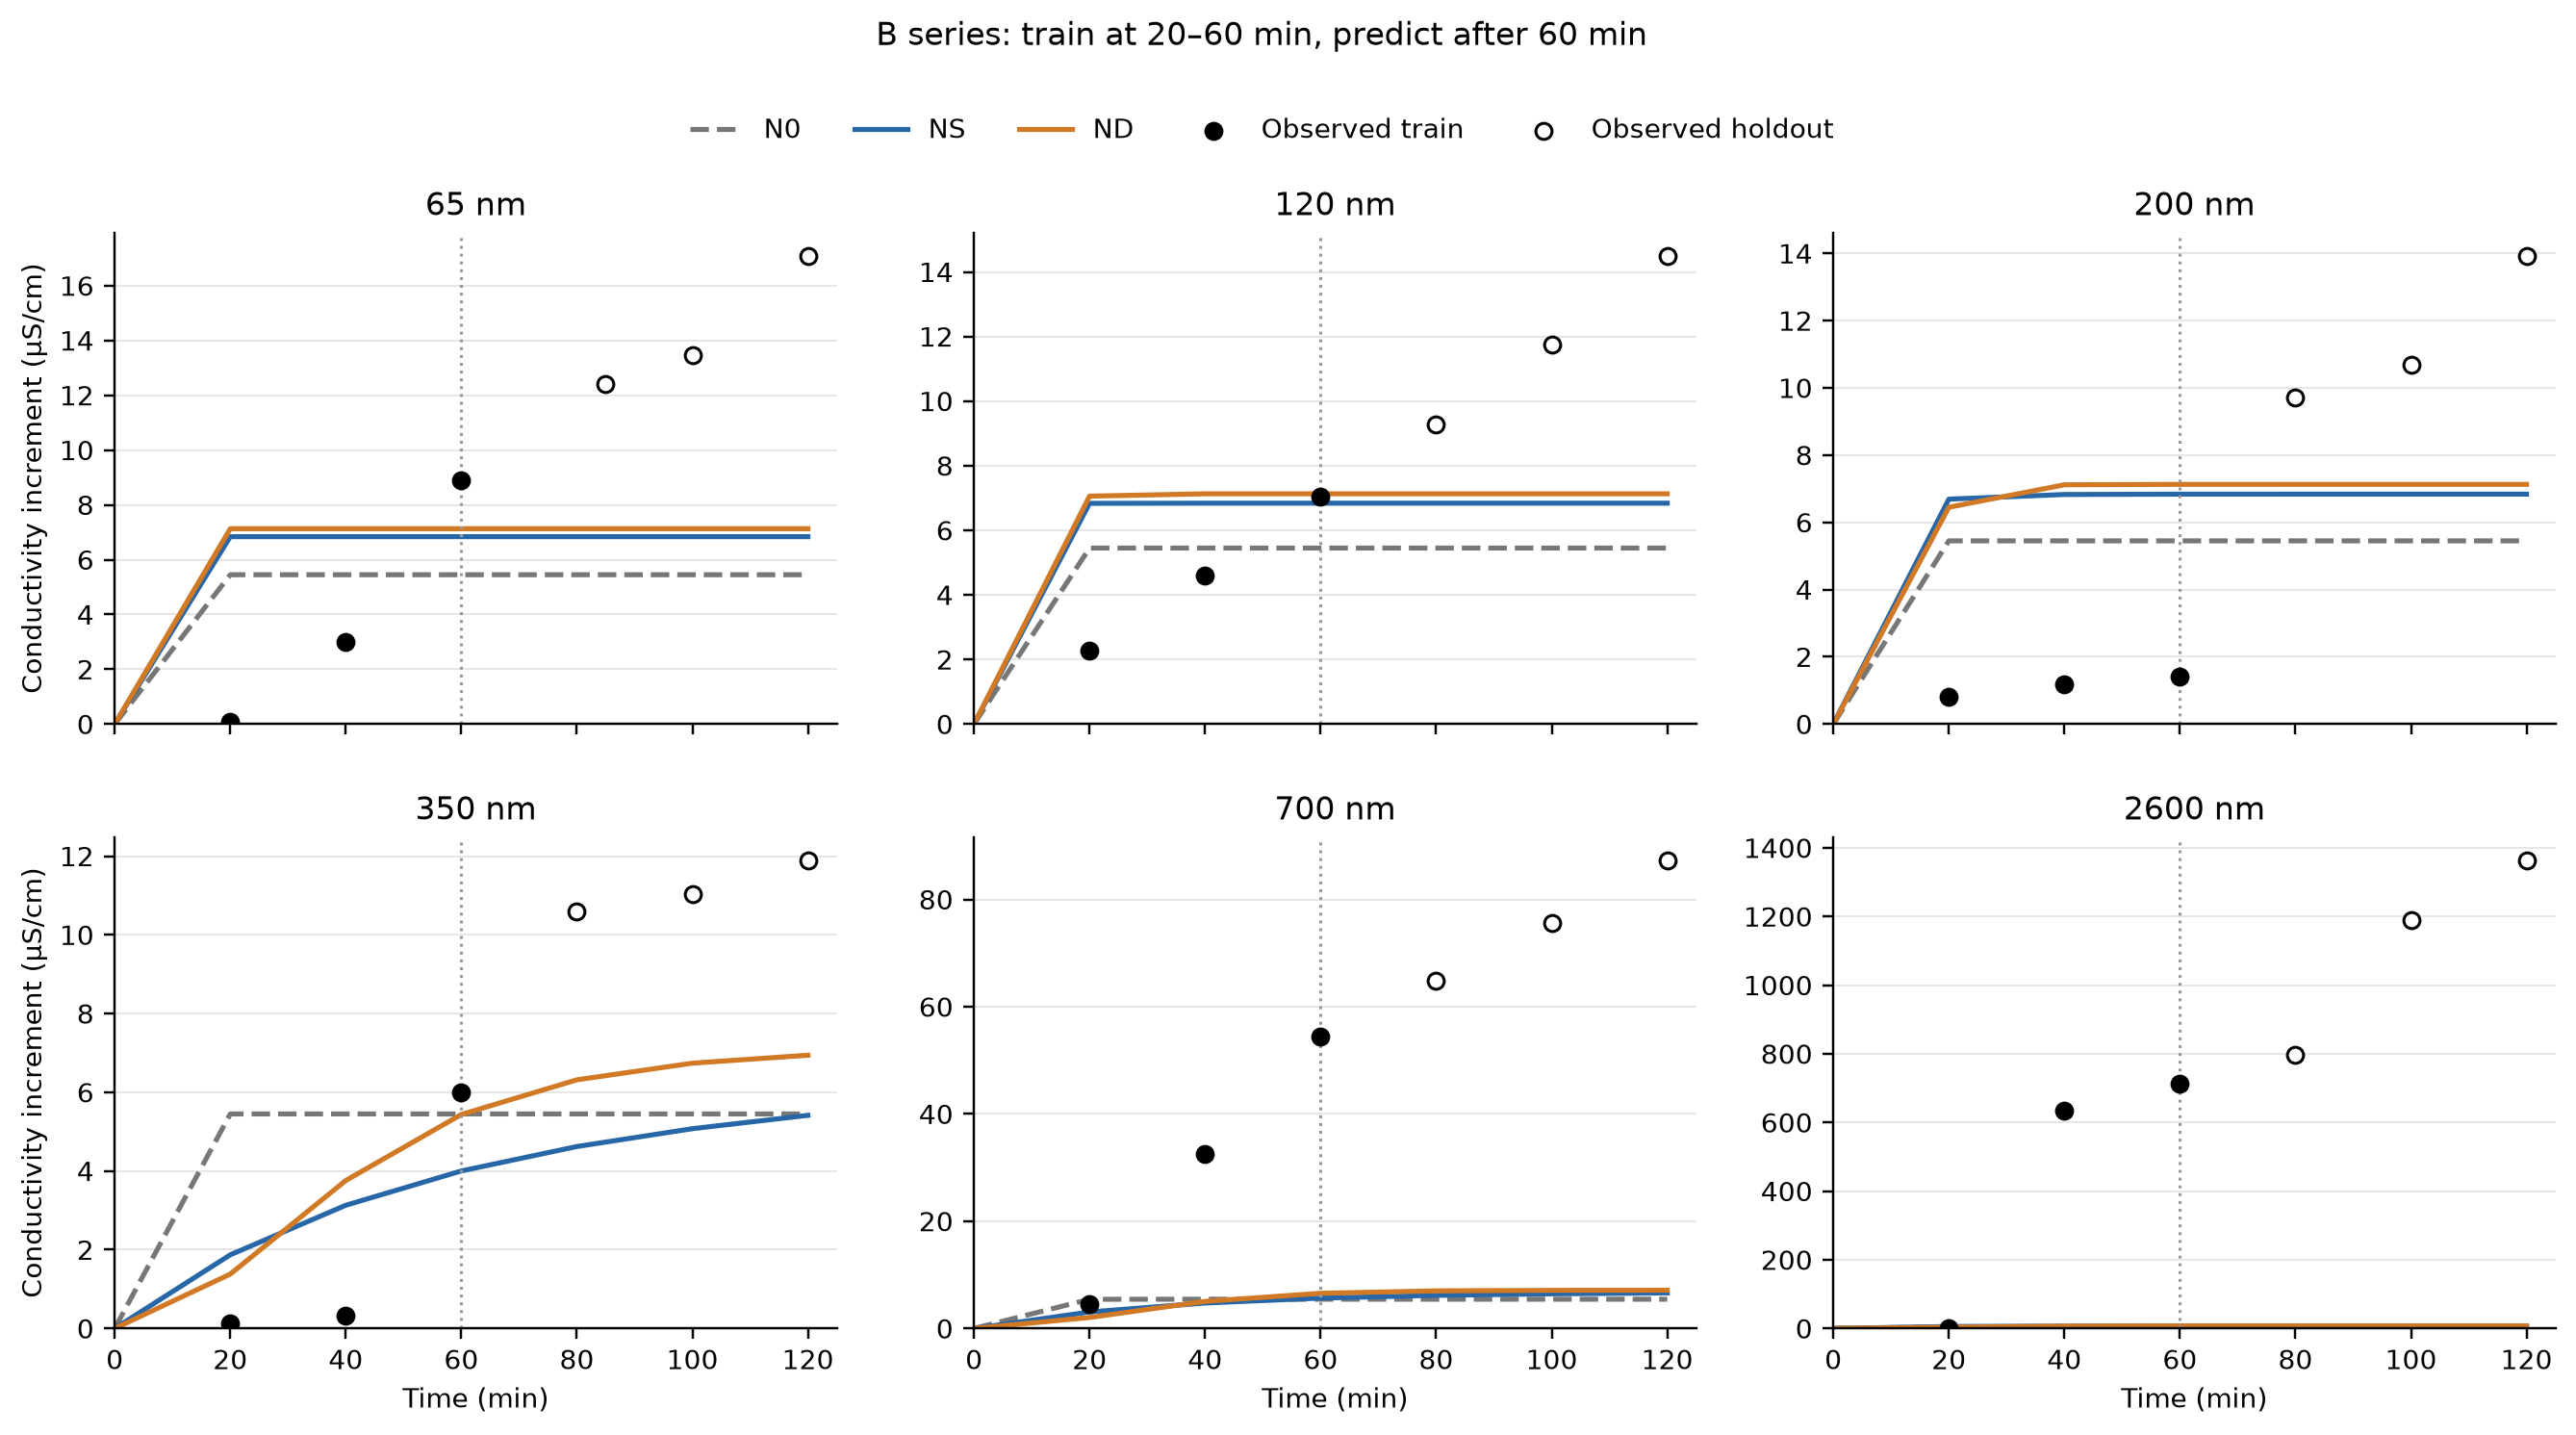 B series: train at 20–60 min, predict after 60 min
N0 NS ND Observed train Observed holdout
65 nm
Conductivity increment (µS/cm)
16
14
12
10
8
6
4
2
0
120 nm
14
12
10
8
6
4
2
0
200 nm
14
12
10
8
6
4
2
0
350 nm
Conductivity increment (µS/cm)
12
10
8
6
4
2
0
0 20 40 60 80 100 120
Time (min)
700 nm
80
60
40
20
0
0 20 40 60 80 100 120
Time (min)
2600 nm
1400
1200
1000
800
600
400
200
0
0 20 40 60 80 100 120
Time (min)